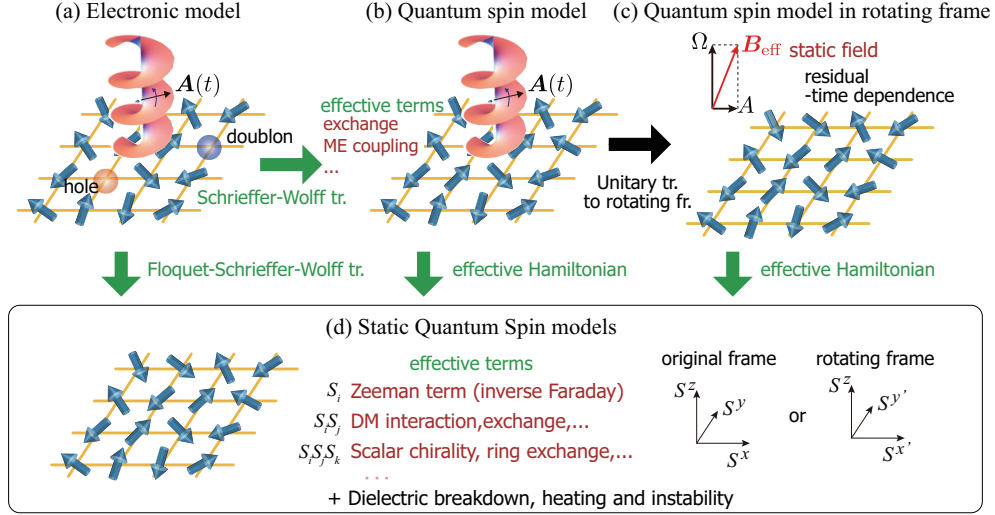 (a) Electronic model
A(t)
doublon
hole
Schrieffer-Wolff tr.
(b) Quantum spin model
A(t)
effective terms
exchange
ME coupling
...
Unitary tr.
to rotating fr.
(c) Quantum spin model in rotating frame
Ω
B_eff
static field
A
residual
-time dependence
Floquet-Schrieffer-Wolff tr.
effective Hamiltonian
effective Hamiltonian
(d) Static Quantum Spin models
effective terms
S_i Zeeman term (inverse Faraday)
S_iS_j DM interaction,exchange,...
S_iS_jS_k Scalar chirality, ring exchange,...
...
+ Dielectric breakdown, heating and instability
original frame
S^z
S^y
S^x
or
rotating frame
S^z
S^y'
S^x'